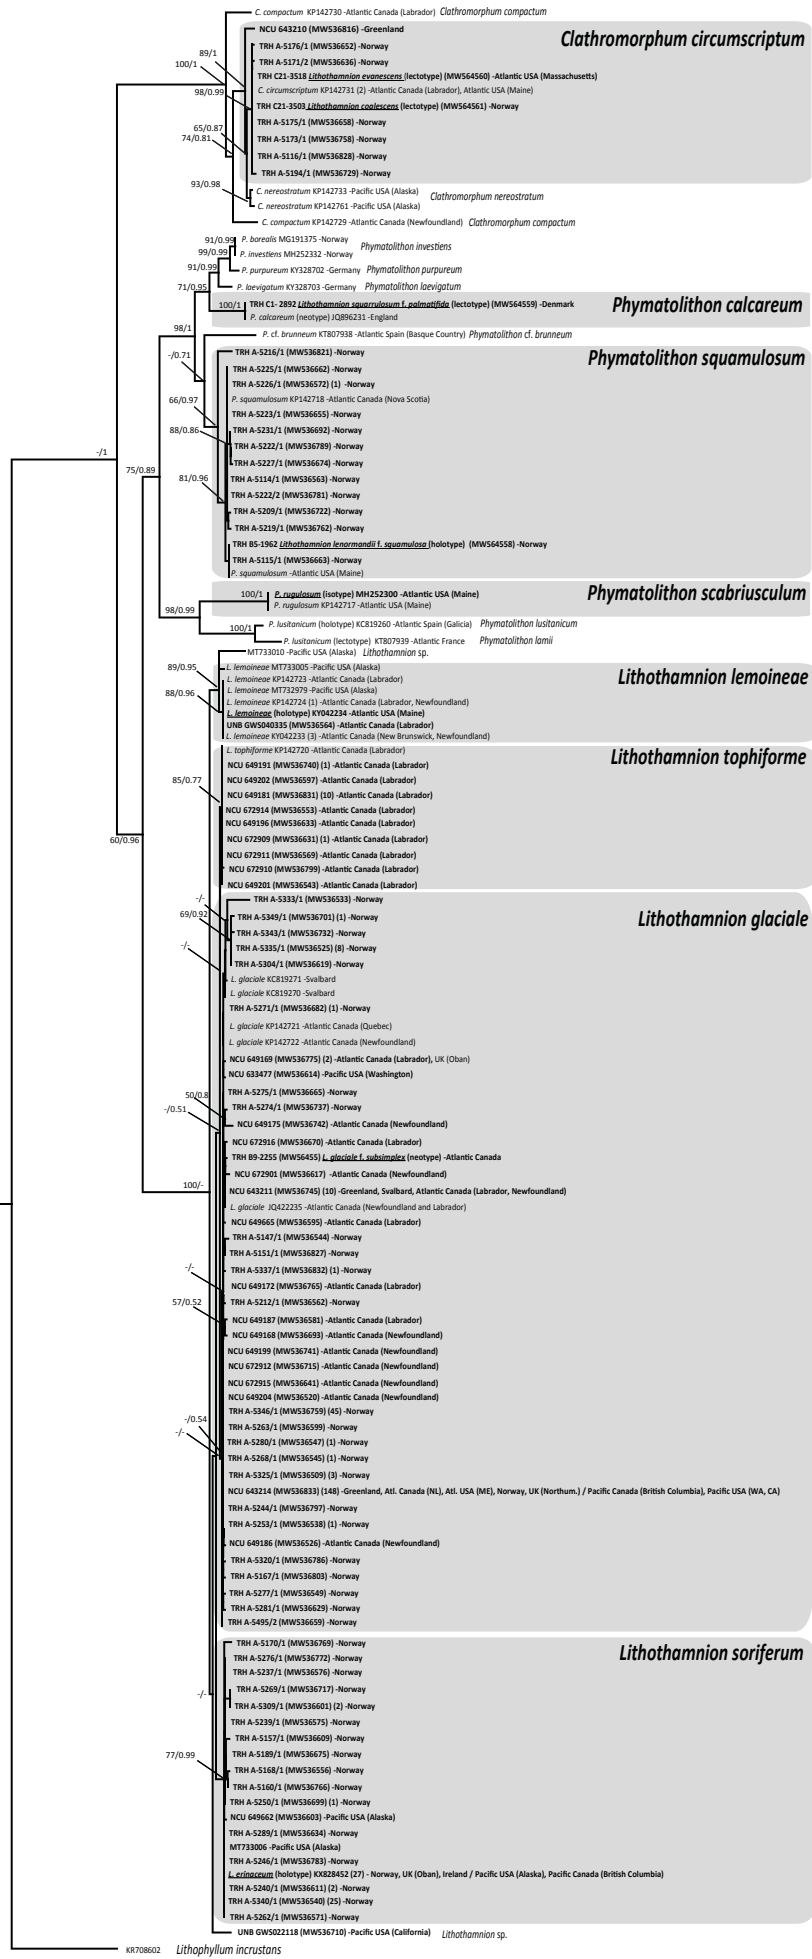 C. compactum KP142730 -Atlantic Canada (Labrador) Clathromorphum compactum
NCU 643210 (MW536816) -Greenland
Clathromorphum circumscriptum
TRH A-5176/1 (MW536652) -Norway
89/1
TRH A-5171/2 (MW536636) -Norway
100/1
TRH C21-3518 Lithothamnion evanescens (lectotype) (MW564560) -Atlantic USA (Massachusetts)
98/0.99
C. circumscriptum KP142731 (2) -Atlantic Canada (Labrador), Atlantic USA (Maine)
TRH C21-3503 Lithothamnion coalescens (lectotype) (MW564561) -Norway
TRH A-5175/1 (MW536658) -Norway
65/0.87
74/0.81
TRH A-5173/1 (MW536758) -Norway
TRH A-5116/1 (MW536828) -Norway
TRH A-5194/1 (MW536729) -Norway
93/0.98
C. nereostratum KP142733 -Pacific USA (Alaska)
Clathromorphum nereostratum
C. nereostratum KP142761 -Pacific USA (Alaska)
C. compactum KP142729 -Atlantic Canada (Newfoundland) Clathromorphum compactum
91/0.99
P. borealis MG191375 -Norway
Phymatolithon investiens
99/0.99
P. investiens MH252332 -Norway
91/0.99
P. purpureum KY328702 -Germany Phymatolithon purpureum
71/0.95
P. laevigatum KY328703 -Germany Phymatolithon laevigatum
100/1
TRH C1- 2892 Lithothamnion squarrulosum f. palmatifida (lectotype) (MW564559) -Denmark
Phymatolithon calcareum
P. calcareum (neotype) JQ896231 -England
98/1
P. cf. brunneum KT807938 -Atlantic Spain (Basque Country) Phymatolithon cf. brunneum
-/0.71
TRH A-5216/1 (MW536821) -Norway
Phymatolithon squamulosum
TRH A-5225/1 (MW536662) -Norway
TRH A-5226/1 (MW536572) (1) -Norway
66/0.97
P. squamulosum KP142718 -Atlantic Canada (Nova Scotia)
TRH A-5223/1 (MW536655) -Norway
88/0.86
TRH A-5231/1 (MW536692) -Norway
TRH A-5222/1 (MW536789) -Norway
-/1
TRH A-5227/1 (MW536674) -Norway
75/0.89
81/0.96
TRH A-5114/1 (MW536563) -Norway
TRH A-5222/2 (MW536781) -Norway
TRH A-5209/1 (MW536722) -Norway
TRH A-5219/1 (MW536762) -Norway
TRH B5-1962 Lithothamnion lenormandii f. squamulosa (holotype) (MW564558) -Norway
TRH A-5115/1 (MW536663) -Norway
P. squamulosum -Atlantic USA (Maine)
100/1
P. rugulosum (isotype) MH252300 -Atlantic USA (Maine)
Phymatolithon scabriusculum
P. rugulosum KP142717 -Atlantic USA (Maine)
98/0.99
P. lusitanicum (holotype) KC819260 -Atlantic Spain (Galicia) Phymatolithon lusitanicum
100/1
P. lusitanicum (lectotype) KT807939 -Atlantic France Phymatolithon lamii
MT733010 -Pacific USA (Alaska) Lithothamnion sp.
89/0.95
L. lemoineae MT733005 -Pacific USA (Alaska)
Lithothamnion lemoineae
L. lemoineae KP142723 -Atlantic Canada (Labrador)
88/0.96
L. lemoineae MT732979 -Pacific USA (Alaska)
L. lemoineae KP142724 (1) -Atlantic Canada (Labrador, Newfoundland)
L. lemoineae (holotype) KY042234 -Atlantic USA (Maine)
UNB GWS040335 (MW536564) -Atlantic Canada (Labrador)
L. lemoineae KY042233 (3) -Atlantic Canada (New Brunswick, Newfoundland)
L. tophiforme KP142720 -Atlantic Canada (Labrador)
Lithothamnion tophiforme
NCU 649191 (MW536740) (1) -Atlantic Canada (Labrador)
85/0.77
NCU 649202 (MW536597) -Atlantic Canada (Labrador)
NCU 649181 (MW536831) (10) -Atlantic Canada (Labrador)
NCU 672914 (MW536553) -Atlantic Canada (Labrador)
NCU 649196 (MW536633) -Atlantic Canada (Labrador)
60/0.96
NCU 672909 (MW536631) (1) -Atlantic Canada (Labrador)
NCU 672911 (MW536569) -Atlantic Canada (Labrador)
NCU 672910 (MW536799) -Atlantic Canada (Labrador)
NCU 649201 (MW536543) -Atlantic Canada (Labrador)
-/-
TRH A-5333/1 (MW536533) -Norway
Lithothamnion glaciale
69/0.92
TRH A-5349/1 (MW536701) (1) -Norway
TRH A-5343/1 (MW536732) -Norway
-/-
TRH A-5335/1 (MW536525) (8) -Norway
TRH A-5304/1 (MW536619) -Norway
L. glaciale KC819271 -Svalbard
L. glaciale KC819270 -Svalbard
TRH A-5271/1 (MW536682) (1) -Norway
L. glaciale KP142721 -Atlantic Canada (Quebec)
L. glaciale KP142722 -Atlantic Canada (Newfoundland)
NCU 649169 (MW536775) (2) -Atlantic Canada (Labrador), UK (Oban)
NCU 633477 (MW536614) -Pacific USA (Washington)
50/0.8
TRH A-5275/1 (MW536665) -Norway
-/0.51
TRH A-5274/1 (MW536737) -Norway
NCU 649175 (MW536742) -Atlantic Canada (Newfoundland)
NCU 672916 (MW536670) -Atlantic Canada (Labrador)
TRH B9-2255 (MW56455) L. glaciale f. subsimplex (neotype) -Atlantic Canada
NCU 672901 (MW536617) -Atlantic Canada (Newfoundland)
100/-
NCU 643211 (MW536745) (10) -Greenland, Svalbard, Atlantic Canada (Labrador, Newfoundland)
L. glaciale JQ422235 -Atlantic Canada (Newfoundland and Labrador)
NCU 649665 (MW536595) -Atlantic Canada (Labrador)
TRH A-5147/1 (MW536544) -Norway
TRH A-5151/1 (MW536827) -Norway
-/-
TRH A-5337/1 (MW536832) (1) -Norway
NCU 649172 (MW536765) -Atlantic Canada (Labrador)
57/0.52
TRH A-5212/1 (MW536562) -Norway
NCU 649187 (MW536581) -Atlantic Canada (Labrador)
NCU 649168 (MW536693) -Atlantic Canada (Newfoundland)
NCU 649199 (MW536741) -Atlantic Canada (Newfoundland)
NCU 672912 (MW536715) -Atlantic Canada (Newfoundland)
NCU 672915 (MW536641) -Atlantic Canada (Newfoundland)
NCU 649204 (MW536520) -Atlantic Canada (Newfoundland)
-/0.54
TRH A-5346/1 (MW536759) (45) -Norway
-/-
TRH A-5263/1 (MW536599) -Norway
TRH A-5280/1 (MW536547) (1) -Norway
TRH A-5268/1 (MW536545) (1) -Norway
TRH A-5325/1 (MW536509) (3) -Norway
NCU 643214 (MW536833) (148) -Greenland, Atl. Canada (NL), Atl. USA (ME), Norway, UK (Northum.) / Pacific Canada (British Columbia), Pacific USA (WA, CA)
TRH A-5244/1 (MW536797) -Norway
TRH A-5253/1 (MW536538) (1) -Norway
NCU 649186 (MW536526) -Atlantic Canada (Newfoundland)
TRH A-5320/1 (MW536786) -Norway
TRH A-5167/1 (MW536803) -Norway
TRH A-5277/1 (MW536549) -Norway
TRH A-5281/1 (MW536629) -Norway
TRH A-5495/2 (MW536659) -Norway
TRH A-5170/1 (MW536769) -Norway
Lithothamnion soriferum
TRH A-5276/1 (MW536772) -Norway
TRH A-5237/1 (MW536576) -Norway
-/-
TRH A-5269/1 (MW536717) -Norway
TRH A-5309/1 (MW536601) (2) -Norway
TRH A-5239/1 (MW536575) -Norway
TRH A-5157/1 (MW536609) -Norway
77/0.99
TRH A-5189/1 (MW536675) -Norway
TRH A-5168/1 (MW536556) -Norway
TRH A-5160/1 (MW536766) -Norway
TRH A-5250/1 (MW536699) (1) -Norway
NCU 649662 (MW536603) -Pacific USA (Alaska)
TRH A-5289/1 (MW536634) -Norway
MT733006 -Pacific USA (Alaska)
TRH A-5246/1 (MW536783) -Norway
L. erinaceum (holotype) KX828452 (27) - Norway, UK (Oban), Ireland / Pacific USA (Alaska), Pacific Canada (British Columbia)
TRH A-5240/1 (MW536611) (2) -Norway
TRH A-5340/1 (MW536540) (25) -Norway
TRH A-5262/1 (MW536571) -Norway
UNB GWS022118 (MW536710) -Pacific USA (California) Lithothamnion sp.
KR708602 Lithophyllum incrustans